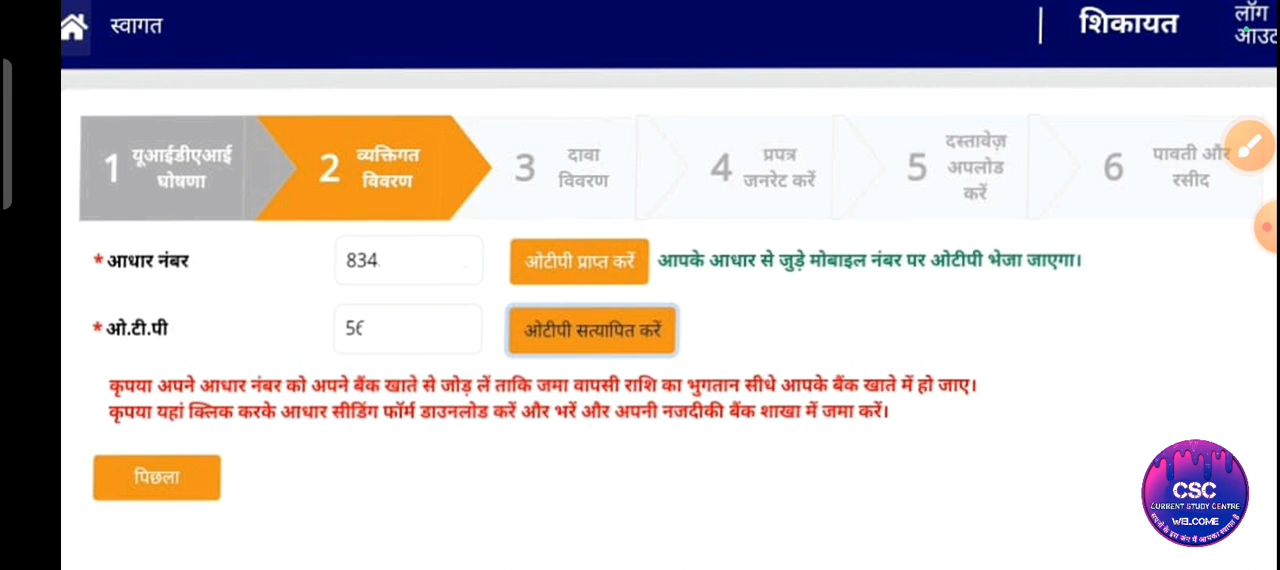 स्वागत
शिकायत
लॉग
आउट
1 यूआईडीएआई
घोषणा
2 व्यक्तिगत
विवरण
3 दावा
विवरण
4 प्रपत्र
जनरेट करें
5 दस्तावेज़
अपलोड
करें
6 पावती और
रसीद
* आधार नंबर 834 ओटीपी प्राप्त करें आपके आधार से जुड़े मोबाइल नंबर पर ओटीपी भेजा जाएगा।
* ओ.टी.पी 56 ओटीपी सत्यापित करें
कृपया अपने आधार नंबर को अपने बैंक खाते से जोड़ लें ताकि जमा वापसी राशि का भुगतान सीधे आपके बैंक खाते में हो जाए।
कृपया यहां क्लिक करके आधार सीडिंग फॉर्म डाउनलोड करें और भरें और अपनी नजदीकी बैंक शाखा में जमा करें।
पिछला
CSC
CURRENT STUDY CENTRE
WELCOME